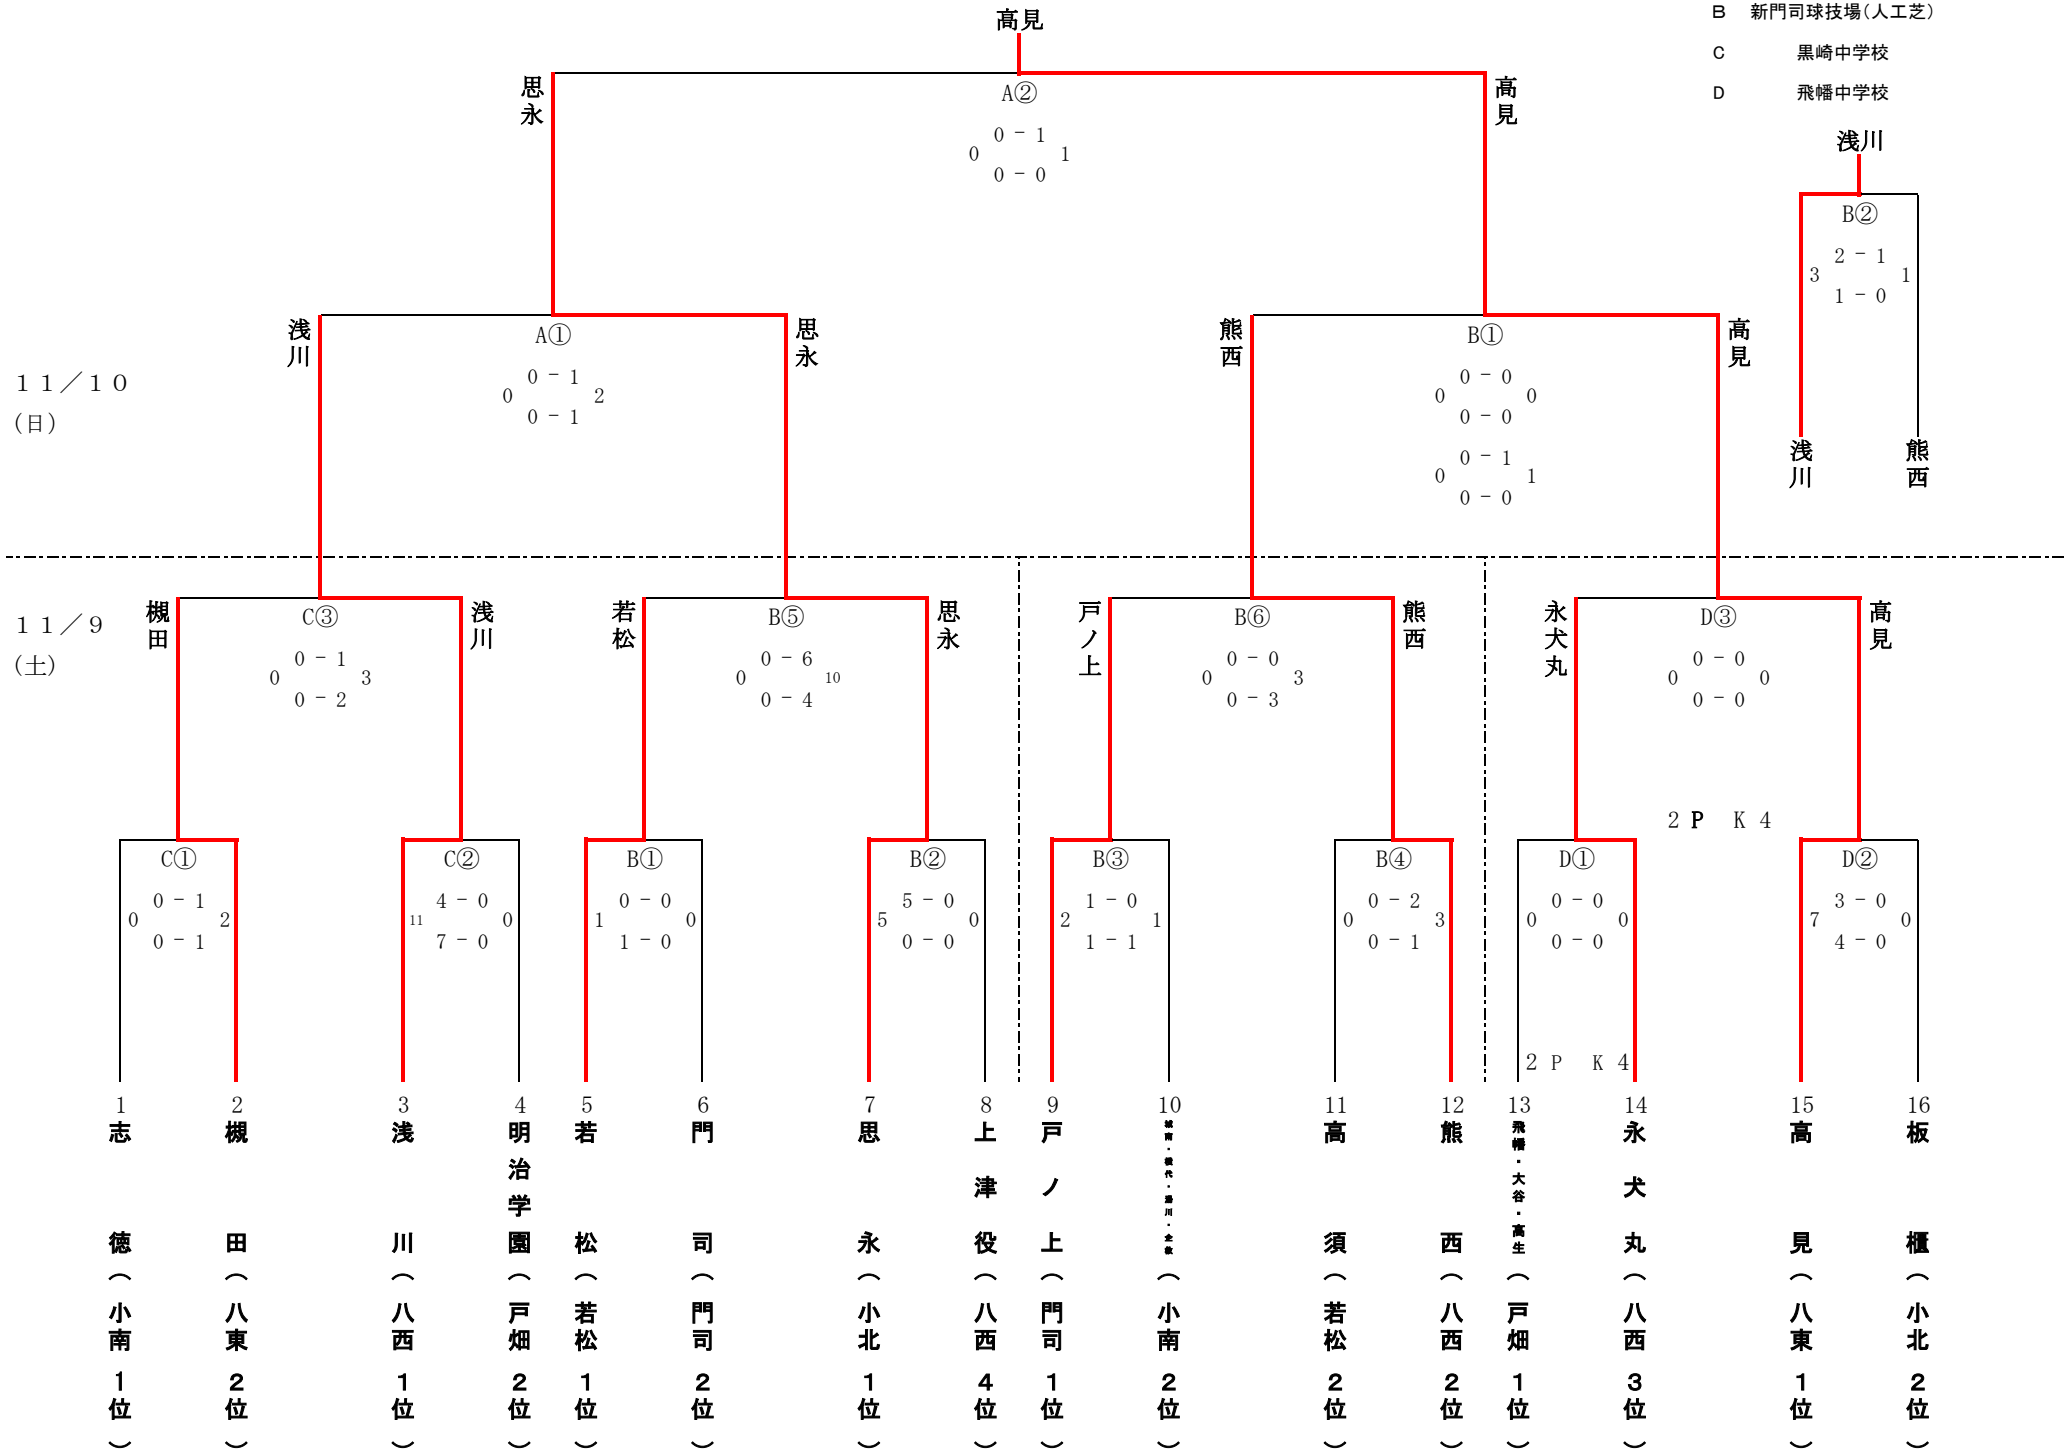 高見
B 新門司球技場(人工芝)
C 黒崎中学校
D 飛幡中学校
思永
A②
高見
0 - 1
0 1
0 - 0
浅川
B②
2 - 1
3 1
1 - 0
浅川
熊西
浅川
A①
思永
0 - 1
0 2
0 - 1
熊西
B①
高見
0 - 0
0 0
0 - 0
0 - 1
0 1
0 - 0
11/10
(日)
11/9
(土)
槻田
C③
浅川
0 - 1
0 3
0 - 2
若松
B⑤
思永
0 - 6
0 10
0 - 4
戸ノ上
B⑥
熊西
0 - 0
0 3
0 - 3
永犬丸
D③
高見
0 - 0
0 0
0 - 0
2 P K 4
C①
0 - 1
0 2
0 - 1
C②
4 - 0
11 0
7 - 0
B①
0 - 0
1 0
1 - 0
B②
5 - 0
5 0
0 - 0
B③
1 - 0
2 1
1 - 1
B④
0 - 2
0 3
0 - 1
D①
0 - 0
0 0
0 - 0
2 P K 4
D②
3 - 0
7 0
4 - 0
1 志徳(小南1位)
2 槻田(八東2位)
3 浅川(八西1位)
4 明治学園(戸畑2位)
5 若松(若松1位)
6 門司(門司2位)
7 思永(小北1位)
8 上津役(八西4位)
9 戸ノ上(門司1位)
10 (小南2位)
11 高須(若松2位)
12 熊西(八西2位)
13 飛幡・大谷・高生(戸畑1位)
14 永犬丸(八西3位)
15 高見(八東1位)
16 板櫃(小北2位)